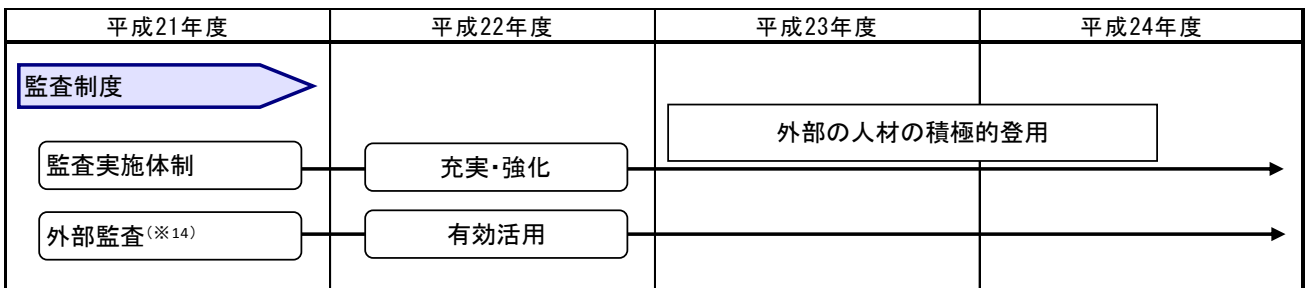 平成21年度 平成22年度 平成23年度 平成24年度
監査制度
外部の人材の積極的登用
監査実施体制 充実・強化
外部監査(※14) 有効活用